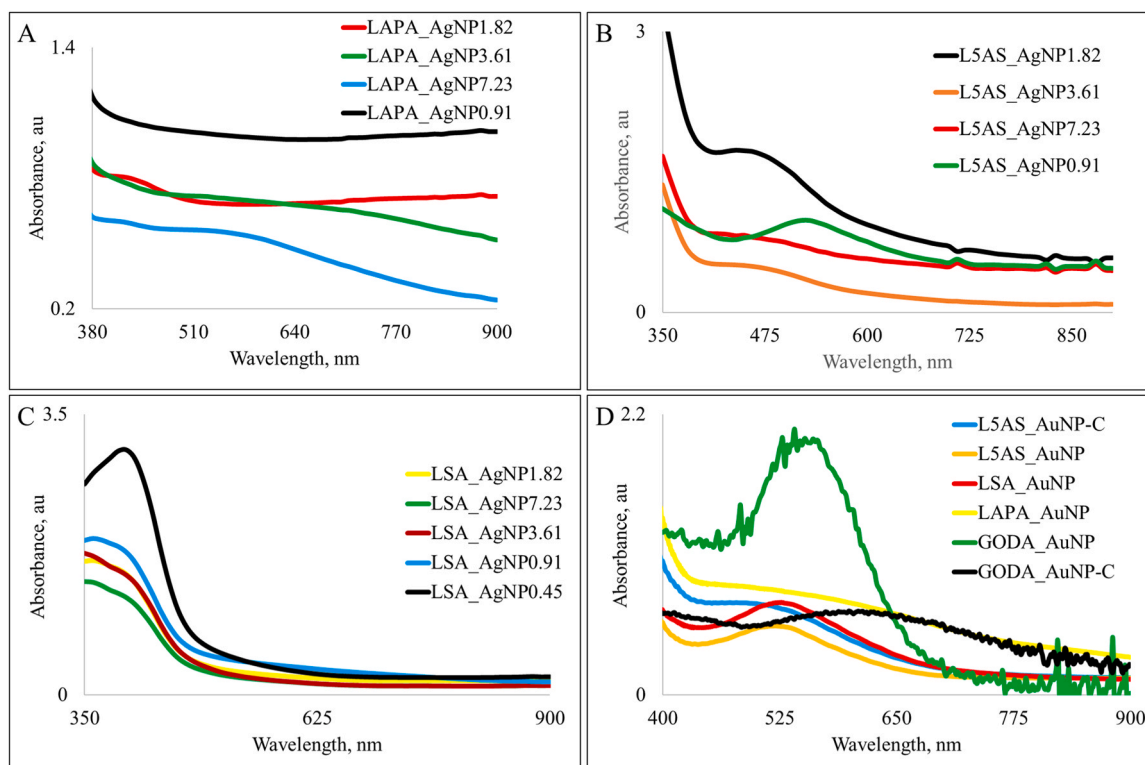 A
LAPA_AgNP1.82
LAPA_AgNP3.61
LAPA_AgNP7.23
LAPA_AgNP0.91
1.4
0.2
Absorbance, au
380
510
640
770
900
Wavelength, nm
B
L5AS_AgNP1.82
L5AS_AgNP3.61
L5AS_AgNP7.23
L5AS_AgNP0.91
3
0
Absorbance, au
350
475
600
725
850
Wavelength, nm
C
LSA_AgNP1.82
LSA_AgNP7.23
LSA_AgNP3.61
LSA_AgNP0.91
LSA_AgNP0.45
3.5
0
Absorbance, au
350
625
900
Wavelength, nm
D
L5AS_AuNP-C
L5AS_AuNP
LSA_AuNP
LAPA_AuNP
GODA_AuNP
GODA_AuNP-C
2.2
0
Absorbance, au
400
525
650
775
900
Wavelength, nm